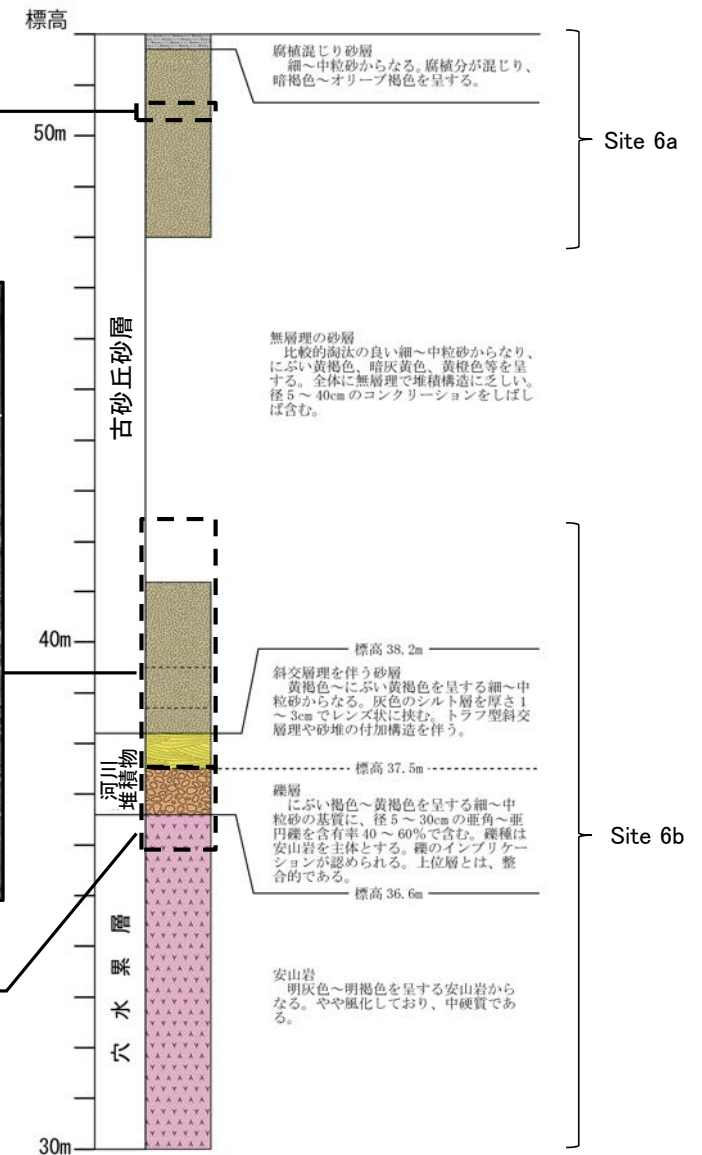 標高
腐植混じり砂層
細～中粒砂からなる。腐植分が混じり、
暗褐色～オリーブ褐色を呈する。
50m
Site 6a
古砂丘砂層
無層理の砂層
比較的淘汰の良い細～中粒砂からなり、
にぶい黄褐色、暗灰黄色、黄橙色等を呈
する。全体に無層理で堆積構造に乏しい。
径5～40cmのコンクリーションをしばし
ば含む。
40m
標高 38.2m
斜交層理を伴う砂層
黄褐色～にぶい黄褐色を呈する細～中
粒砂からなる。灰色のシルト層を厚さ1
～3cmでレンズ状に挟む。トラフ型斜交
層理や砂堆の付加構造を伴う。
標高 37.5m
河川
堆積物
礫層
にぶい褐色～黄褐色を呈する細～中
粒砂の基質に、径5～30cmの亜角～亜
円礫を含有率40～60%で含む。礫種は
安山岩を主体とする。礫のインブリケー
ションが認められる。上位層とは、整
合的である。
標高 36.6m
Site 6b
穴水累層
安山岩
明灰色～明褐色を呈する安山岩から
なる。やや風化しており、中硬質であ
る。
30m